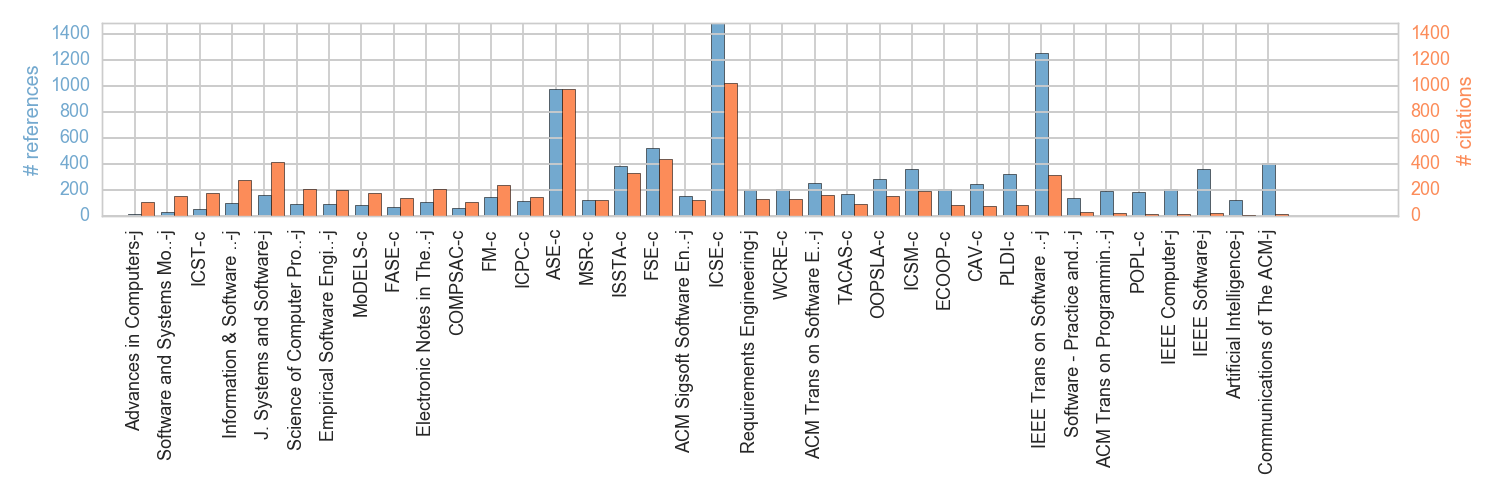 # references
1400
1200
1000
800
600
400
200
0
1400
1200
1000
800
600
400
200
0
# citations
Advances in Computers-j
Software and Systems Mo..-j
ICST-c
Information & Software ..-j
J. Systems and Software-j
Science of Computer Pro..-j
Empirical Software Engi..-j
MoDELS-c
FASE-c
Electronic Notes in The..-j
COMPSAC-c
FM-c
ICPC-c
ASE-c
MSR-c
ISSTA-c
FSE-c
ACM Sigsoft Software En..-j
ICSE-c
Requirements Engineering-j
WCRE-c
ACM Trans on Software E..-j
TACAS-c
OOPSLA-c
ICSM-c
ECOOP-c
CAV-c
PLDI-c
IEEE Trans on Software ..-j
Software - Practice and..-j
ACM Trans on Programmin..-j
POPL-c
IEEE Computer-j
IEEE Software-j
Artificial Intelligence-j
Communications of The ACM-j